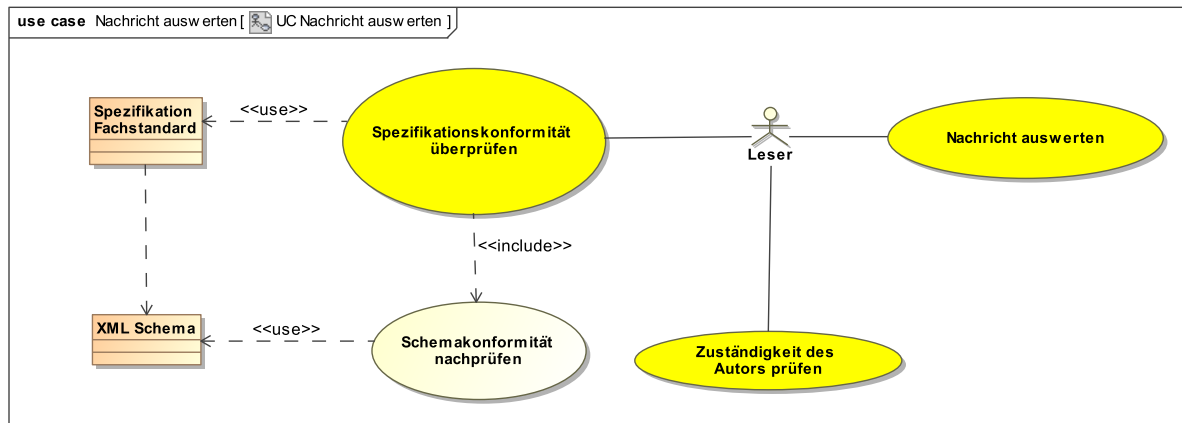 use case Nachricht auswerten [ UC Nachricht auswerten ]
Spezifikation
Fachstandard
<<use>>
Spezifikationskonformität
überprüfen
Leser
Nachricht auswerten
<<include>>
XML Schema
<<use>>
Schemakonformität
nachprüfen
Zuständigkeit des
Autors prüfen